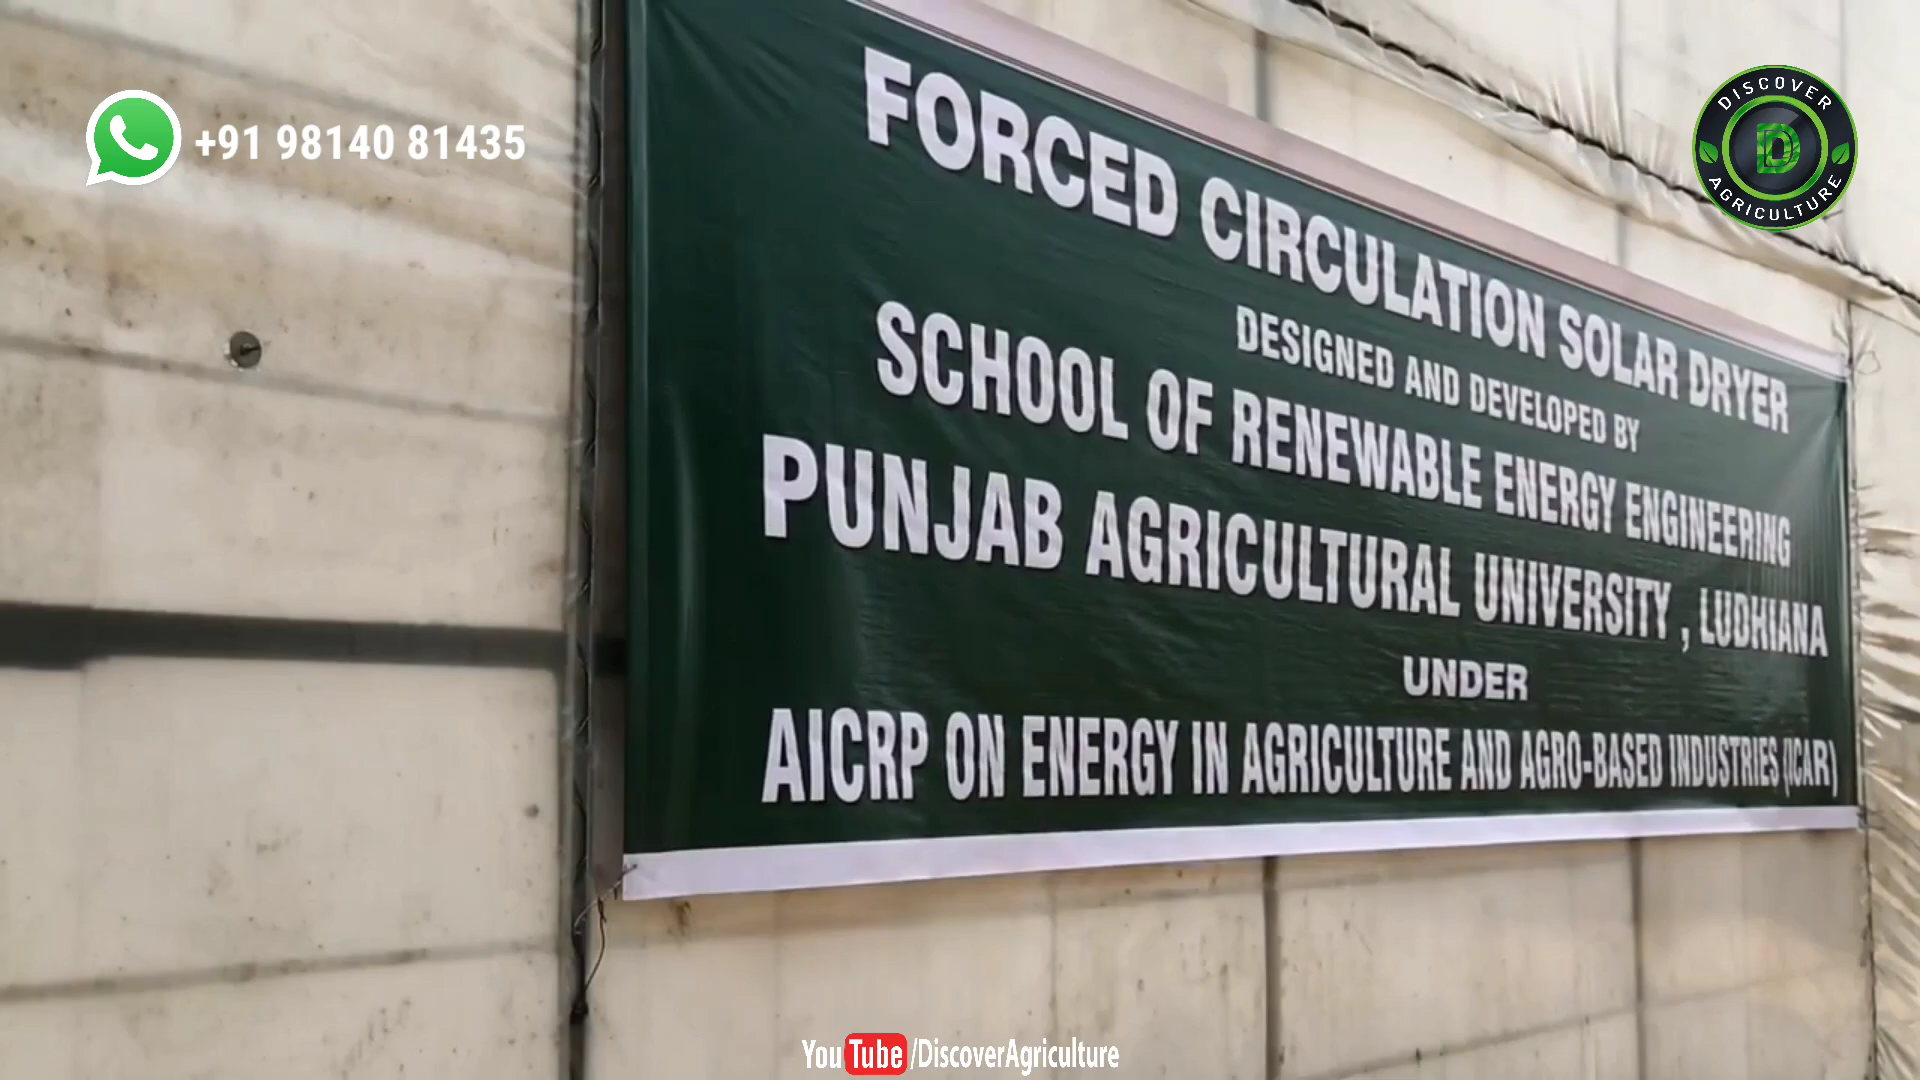 +91 98140 81435
DISCOVER
D
AGRICULTURE
FORCED CIRCULATION SOLAR DRYER
DESIGNED AND DEVELOPED BY
SCHOOL OF RENEWABLE ENERGY ENGINEERING
PUNJAB AGRICULTURAL UNIVERSITY , LUDHIANA
UNDER
AICRP ON ENERGY IN AGRICULTURE AND AGRO-BASED INDUSTRIES (ICAR)
YouTube/DiscoverAgriculture